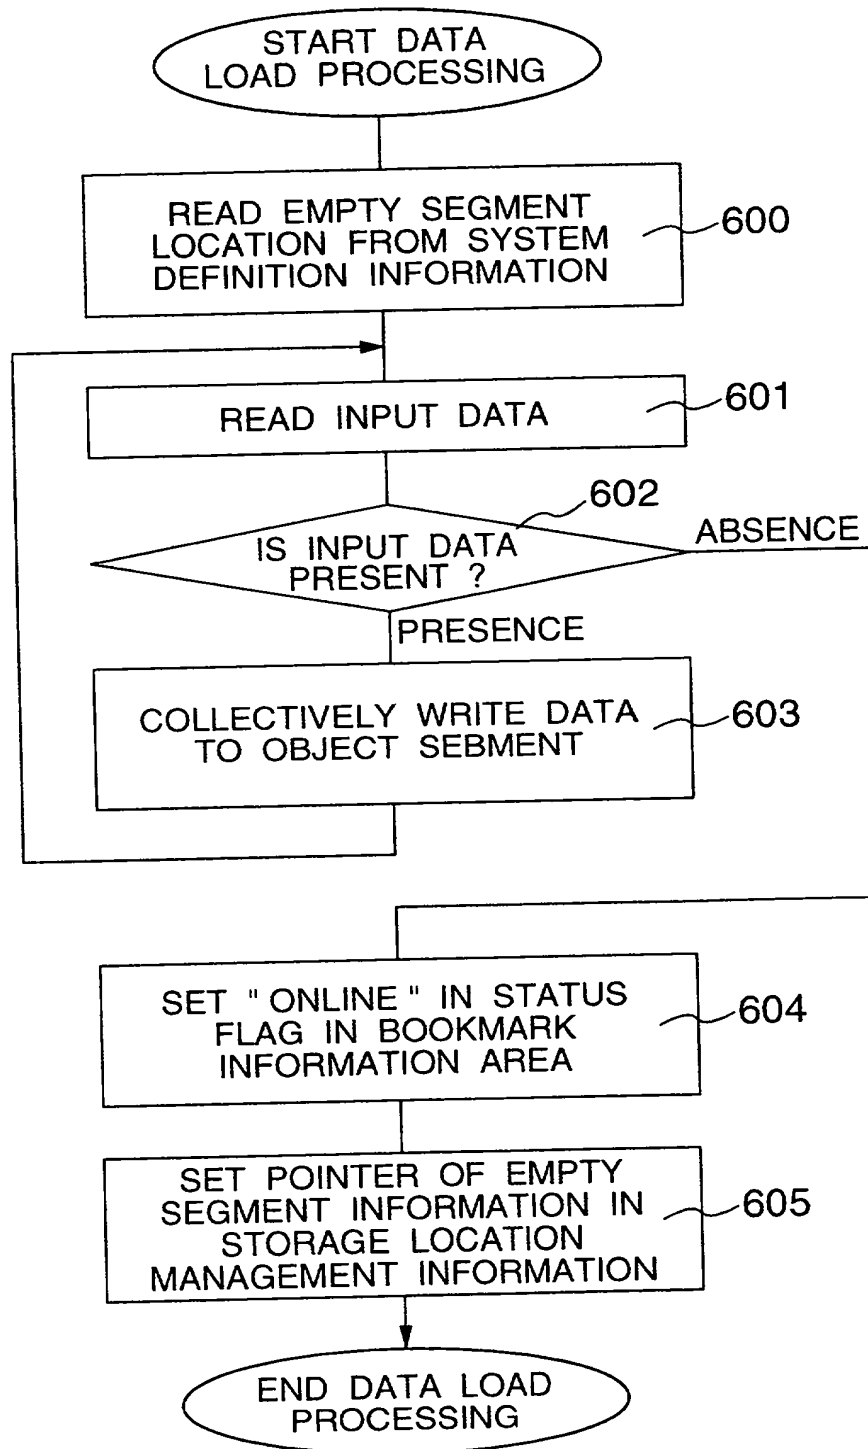 START DATA
LOAD PROCESSING
READ EMPTY SEGMENT
LOCATION FROM SYSTEM
DEFINITION INFORMATION
600
READ INPUT DATA
601
602
IS INPUT DATA
PRESENT ?
ABSENCE
PRESENCE
COLLECTIVELY WRITE DATA
TO OBJECT SEBMENT
603
SET "ONLINE" IN STATUS
FLAG IN BOOKMARK
INFORMATION AREA
604
SET POINTER OF EMPTY
SEGMENT INFORMATION IN
STORAGE LOCATION
MANAGEMENT INFORMATION
605
END DATA LOAD
PROCESSING